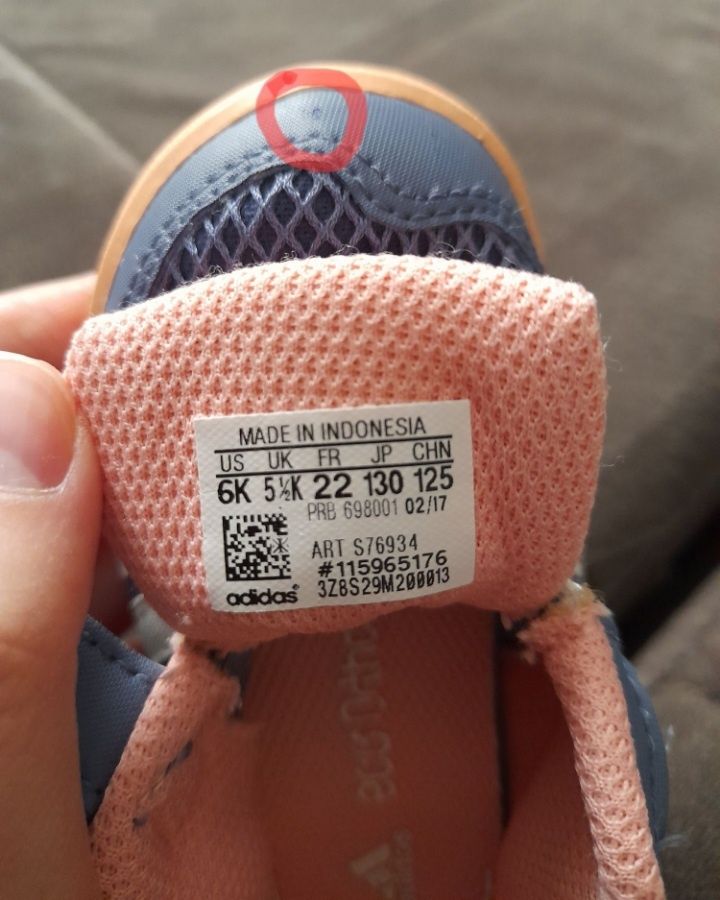 MADE IN INDONESIA
US UK FR JP CHN
6K 5½K 22 130 125
PRB 698001 02/17
ART S76934
#115965176
3Z8S29M200013
adidas